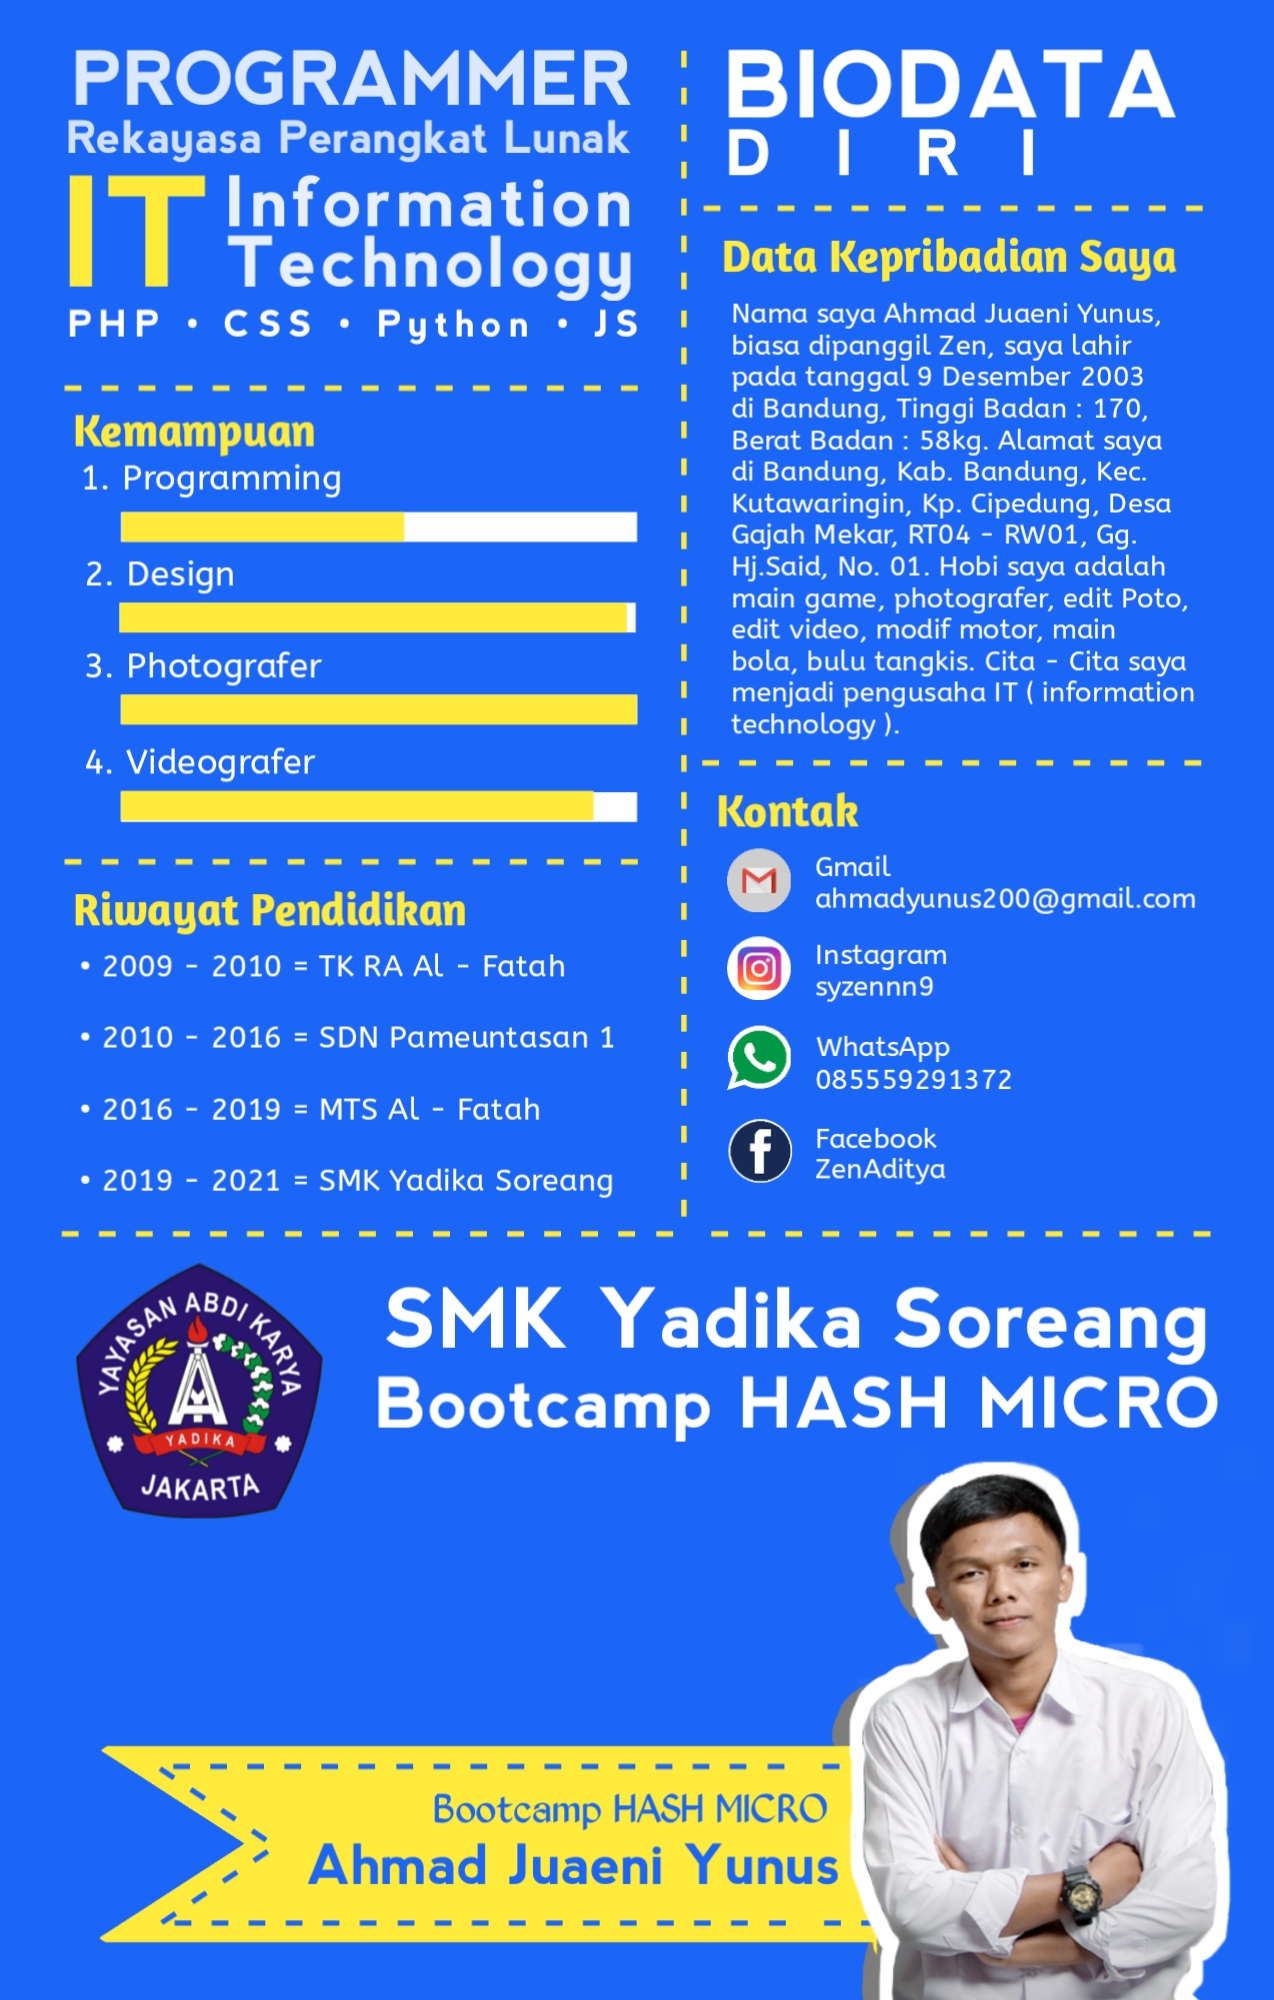 PROGRAMMER
Rekayasa Perangkat Lunak
IT Information
Technology
PHP • CSS • Python • JS
Kemampuan
1. Programming
2. Design
3. Photografer
4. Videografer
Riwayat Pendidikan
• 2009 - 2010 = TK RA Al - Fatah
• 2010 - 2016 = SDN Pameuntasan 1
• 2016 - 2019 = MTS Al - Fatah
• 2019 - 2021 = SMK Yadika Soreang
BIODATA
DIRI
Data Kepribadian Saya
Nama saya Ahmad Juaeni Yunus,
biasa dipanggil Zen, saya lahir
pada tanggal 9 Desember 2003
di Bandung, Tinggi Badan : 170,
Berat Badan : 58kg. Alamat saya
di Bandung, Kab. Bandung, Kec.
Kutawaringin, Kp. Cipedung, Desa
Gajah Mekar, RT04 - RW01, Gg.
Hj.Said, No. 01. Hobi saya adalah
main game, photografer, edit Poto,
edit video, modif motor, main
bola, bulu tangkis. Cita - Cita saya
menjadi pengusaha IT ( information
technology ).
Kontak
Gmail
ahmadyunus200@gmail.com
Instagram
syzennn9
WhatsApp
085559291372
Facebook
ZenAditya
YAYASAN ABDI KARYA
YADIKA
JAKARTA
SMK Yadika Soreang
Bootcamp HASH MICRO
Bootcamp HASH MICRO
Ahmad Juaeni Yunus